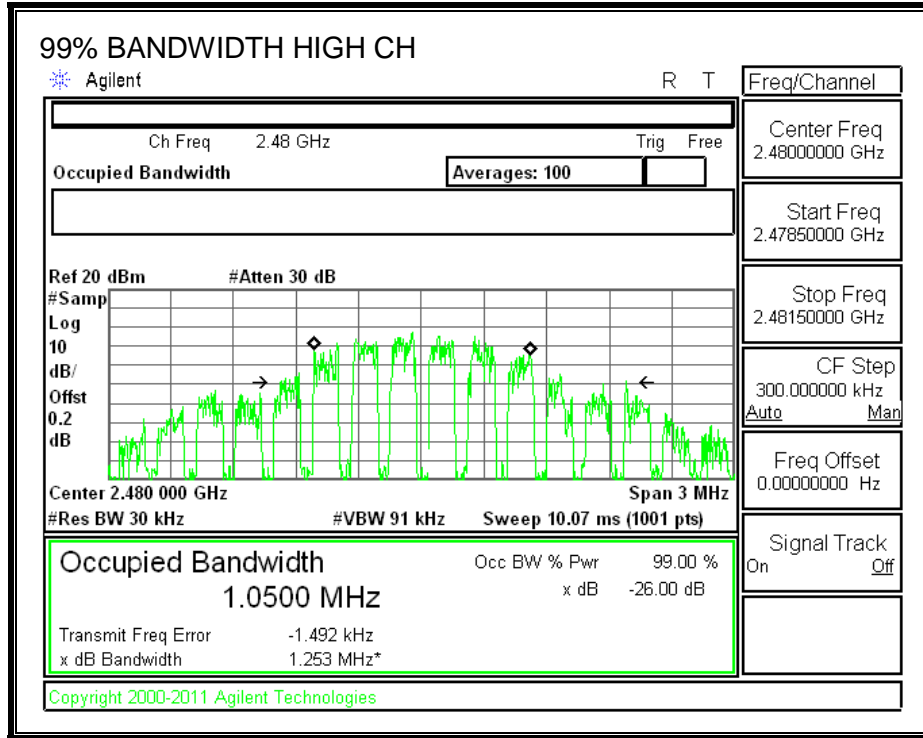 99% BANDWIDTH HIGH CH
Agilent R T
Ch Freq 2.48 GHz Trig Free
Occupied Bandwidth Averages: 100
Ref 20 dBm #Atten 30 dB
#Samp
Log
10
dB/
Offst
0.2
dB
Center 2.480 000 GHz Span 3 MHz
#Res BW 30 kHz #VBW 91 kHz Sweep 10.07 ms (1001 pts)
Occupied Bandwidth Occ BW % Pwr 99.00 %
1.0500 MHz x dB -26.00 dB
Transmit Freq Error -1.492 kHz
x dB Bandwidth 1.253 MHz*
Copyright 2000-2011 Agilent Technologies
Freq/Channel
Center Freq
2.48000000 GHz
Start Freq
2.47850000 GHz
Stop Freq
2.48150000 GHz
CF Step
300.000000 kHz
Auto Man
Freq Offset
0.00000000 Hz
Signal Track
On Off